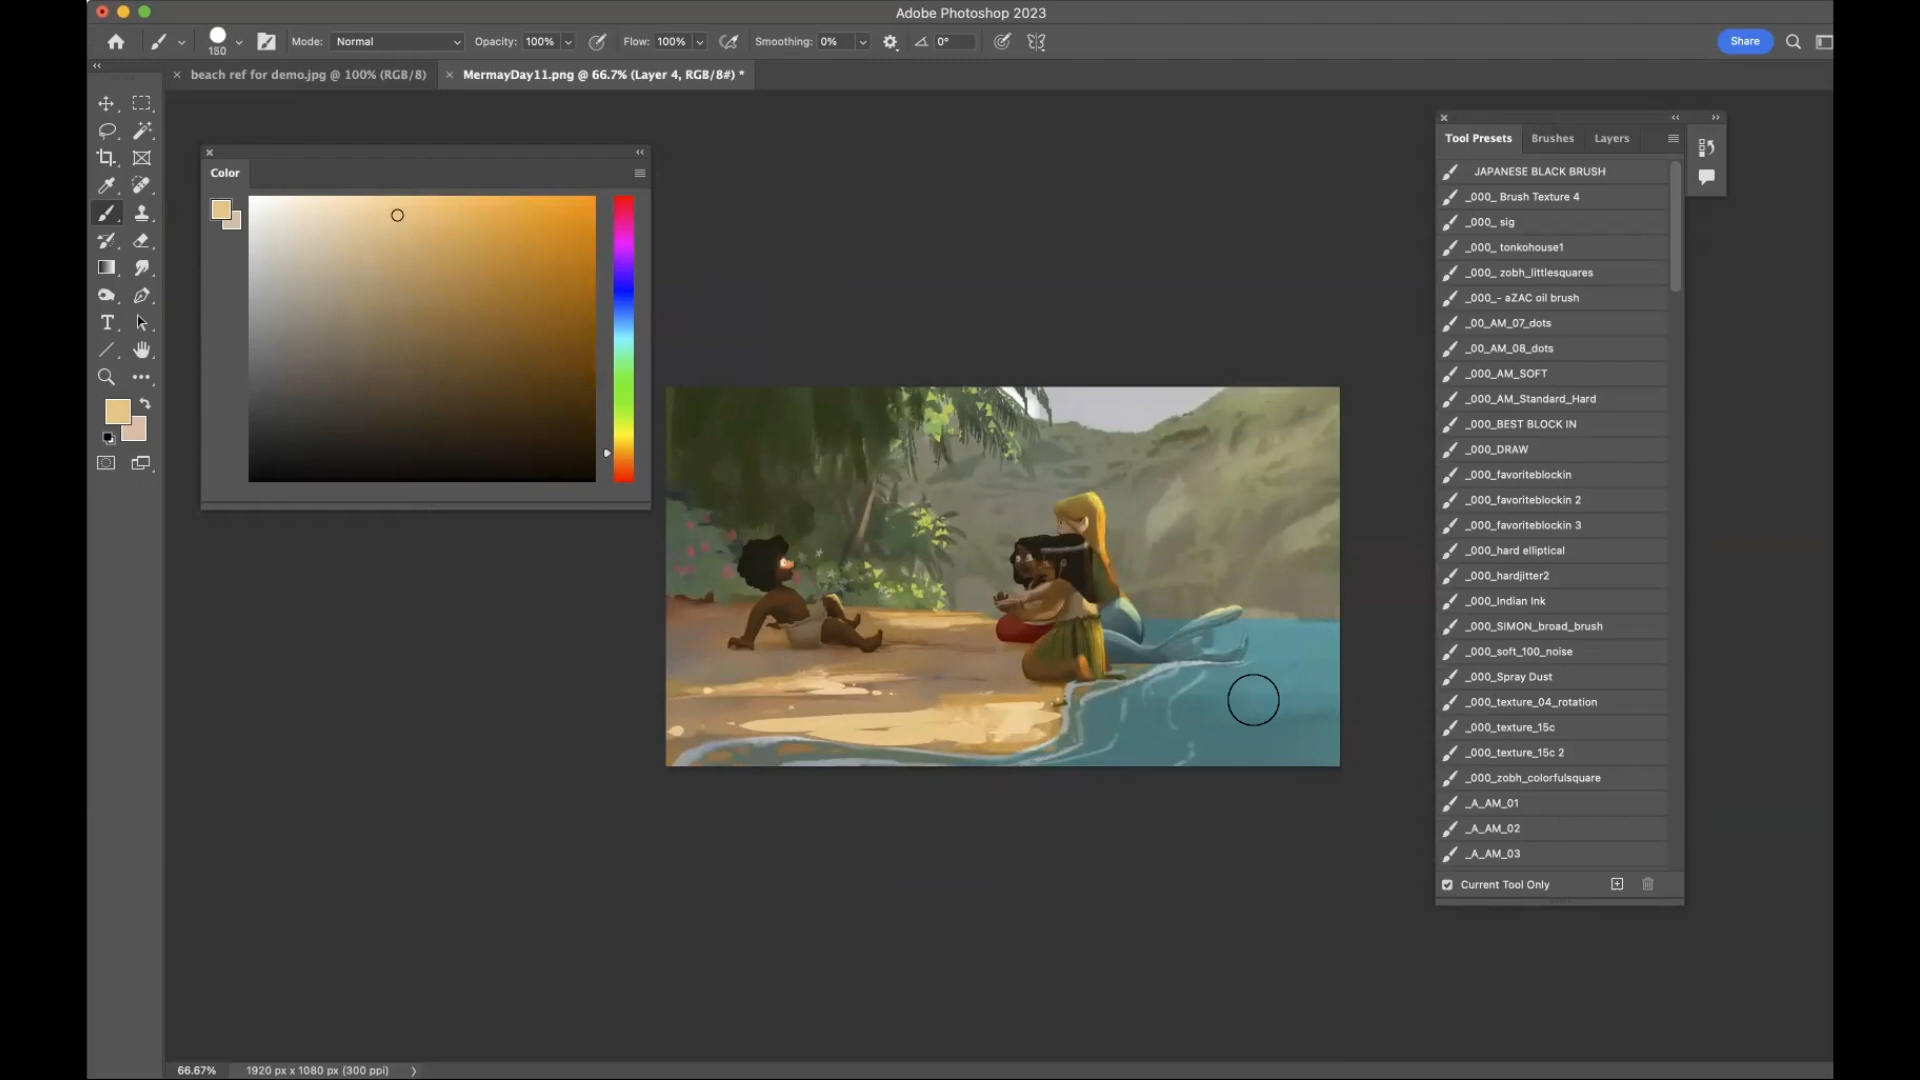 Adobe Photoshop 2023
150
Mode: Normal
Opacity: 100%
Flow: 100%
Smoothing: 0%
0°
Share
beach ref for demo.jpg @ 100% (RGB/8)
MermayDay11.png @ 66.7% (Layer 4, RGB/8#) *
Color
Tool Presets
Brushes
Layers
JAPANESE BLACK BRUSH
_000_ Brush Texture 4
_000_ sig
_000_ tonkohouse1
_000_ zobh_littlesquares
_000_- aZAC oil brush
_00_AM_07_dots
_00_AM_08_dots
_000_AM_SOFT
_000_AM_Standard_Hard
_000_BEST BLOCK IN
_000_DRAW
_000_favoriteblockin
_000_favoriteblockin 2
_000_favoriteblockin 3
_000_hard elliptical
_000_hardjitter2
_000_Indian Ink
_000_SIMON_broad_brush
_000_soft_100_noise
_000_Spray Dust
_000_texture_04_rotation
_000_texture_15c
_000_texture_15c 2
_000_zobh_colorfulsquare
_A_AM_01
_A_AM_02
_A_AM_03
Current Tool Only
66.67%
1920 px x 1080 px (300 ppi)